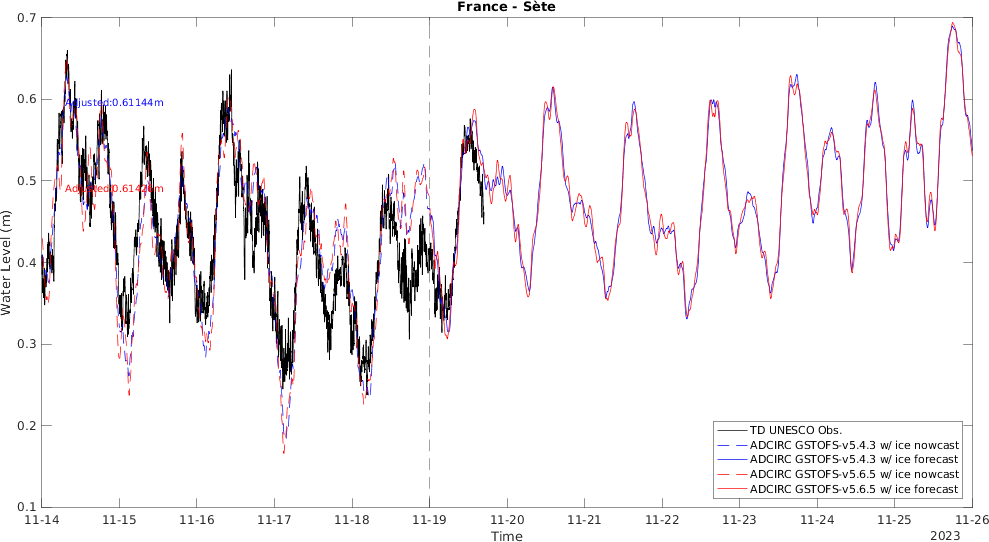 France - Sète
Water Level (m)
0.7
0.6
0.5
0.4
0.3
0.2
0.1
Adjusted:0.61144m
TD UNESCO Obs.
ADCIRC GSTOFS-v5.4.3 w/ ice nowcast
ADCIRC GSTOFS-v5.4.3 w/ ice forecast
ADCIRC GSTOFS-v5.6.5 w/ ice nowcast
ADCIRC GSTOFS-v5.6.5 w/ ice forecast
11-14 11-15 11-16 11-17 11-18 11-19 11-20 11-21 11-22 11-23 11-24 11-25 11-26
Time
2023